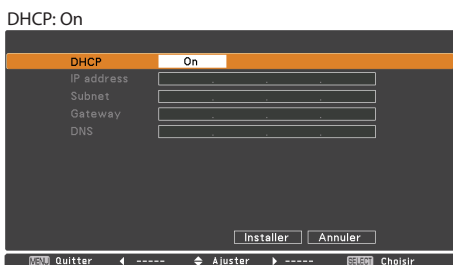 DHCP: On
DHCP On
IP address . . .
Subnet . . .
Gateway . . .
DNS . . .
Installer Annuler
MENU Quitter ◀ ----- ◆ Ajuster ▶ ----- SELECT Choisir